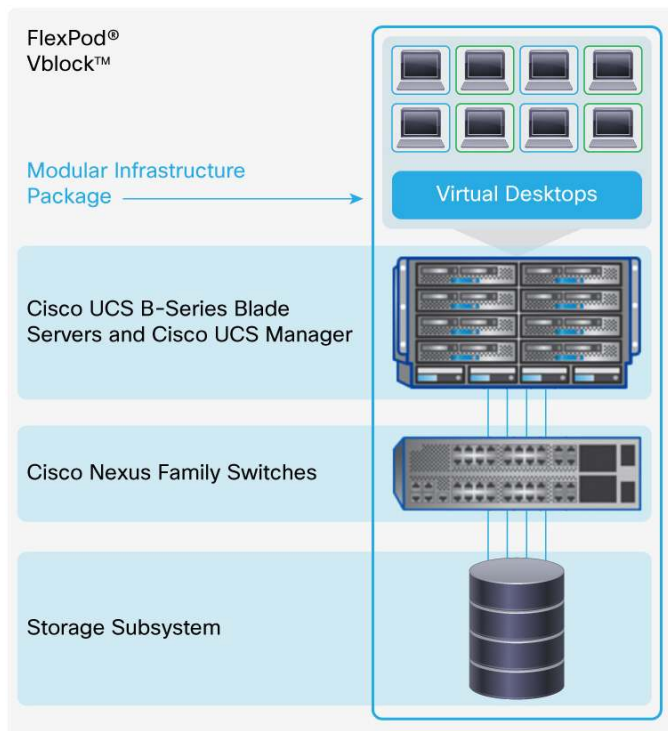 FlexPod®
Vblock™
Modular Infrastructure
Package
Virtual Desktops
Cisco UCS B-Series Blade
Servers and Cisco UCS Manager
Cisco Nexus Family Switches
Storage Subsystem